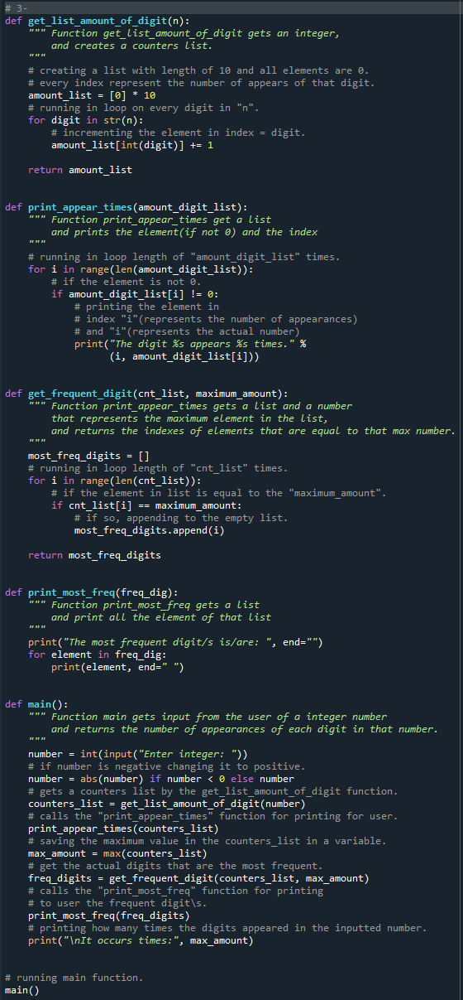 # 3-
def get_list_amount_of_digit(n):
    """ Function get_list_amount_of_digit gets an integer,
        and creates a counters list.
    """
    # creating a list with length of 10 and all elements are 0.
    # every index represent the number of appears of that digit.
    amount_list = [0] * 10
    # running in loop on every digit in "n".
    for digit in str(n):
        # incrementing the element in index = digit.
        amount_list[int(digit)] += 1

    return amount_list


def print_appear_times(amount_digit_list):
    """ Function print_appear_times get a list
        and prints the element(if not 0) and the index
    """
    # running in loop length of "amount_digit_list" times.
    for i in range(len(amount_digit_list)):
        # if the element is not 0.
        if amount_digit_list[i] != 0:
            # printing the element in
            # index "i"(represents the number of appearances)
            # and "i"(represents the actual number)
            print("The digit %s appears %s times." %
                  (i, amount_digit_list[i]))


def get_frequent_digit(cnt_list, maximum_amount):
    """ Function print_appear_times gets a list and a number
        that represents the maximum element in the list,
        and returns the indexes of elements that are equal to that max number.
    """
    most_freq_digits = []
    # running in loop length of "cnt_list" times.
    for i in range(len(cnt_list)):
        # if the element in list is equal to the "maximum_amount".
        if cnt_list[i] == maximum_amount:
            # if so, appending to the empty list.
            most_freq_digits.append(i)

    return most_freq_digits


def print_most_freq(freq_dig):
    """ Function print_most_freq gets a list
        and print all the element of that list
    """
    print("The most frequent digit/s is/are: ", end="")
    for element in freq_dig:
        print(element, end=" ")


def main():
    """ Function main gets input from the user of a integer number
        and returns the number of appearances of each digit in that number.
    """
    number = int(input("Enter integer: "))
    # if number is negative changing it to positive.
    number = abs(number) if number < 0 else number
    # gets a counters list by the get_list_amount_of_digit function.
    counters_list = get_list_amount_of_digit(number)
    # calls the "print_appear_times" function for printing for user.
    print_appear_times(counters_list)
    # saving the maximum value in the counters_list in a variable.
    max_amount = max(counters_list)
    # get the actual digits that are the most frequent.
    freq_digits = get_frequent_digit(counters_list, max_amount)
    # calls the "print_most_freq" function for printing
    # to user the frequent digit\s.
    print_most_freq(freq_digits)
    # printing how many times the digits appeared in the inputted number.
    print("\nIt occurs times:", max_amount)


# running main function.
main()